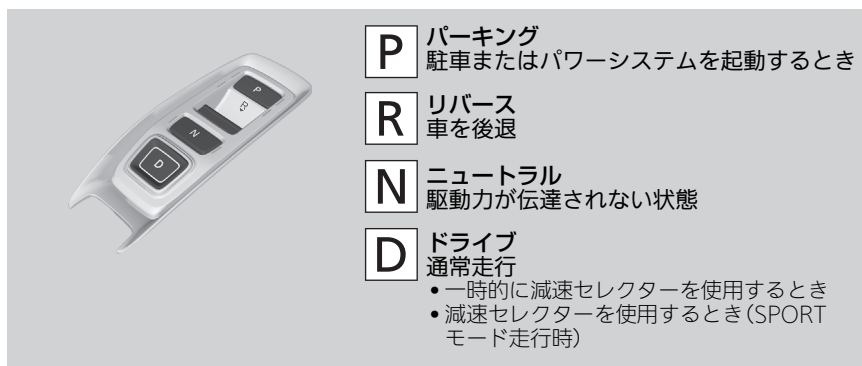 P
パーキング
駐車またはパワーシステムを起動するとき
R
リバース
車を後退
N
ニュートラル
駆動力が伝達されない状態
D
ドライブ
通常走行
•一時的に減速セレクターを使用するとき
•減速セレクターを使用するとき(SPORT
モード走行時)
P
R
N
D